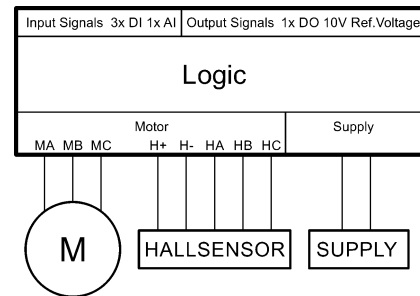 Input Signals 3x DI 1x AI Output Signals 1x DO 10V Ref.Voltage
Logic
Motor Supply
MA MB MC H+ H- HA HB HC
M HALLSENSOR SUPPLY